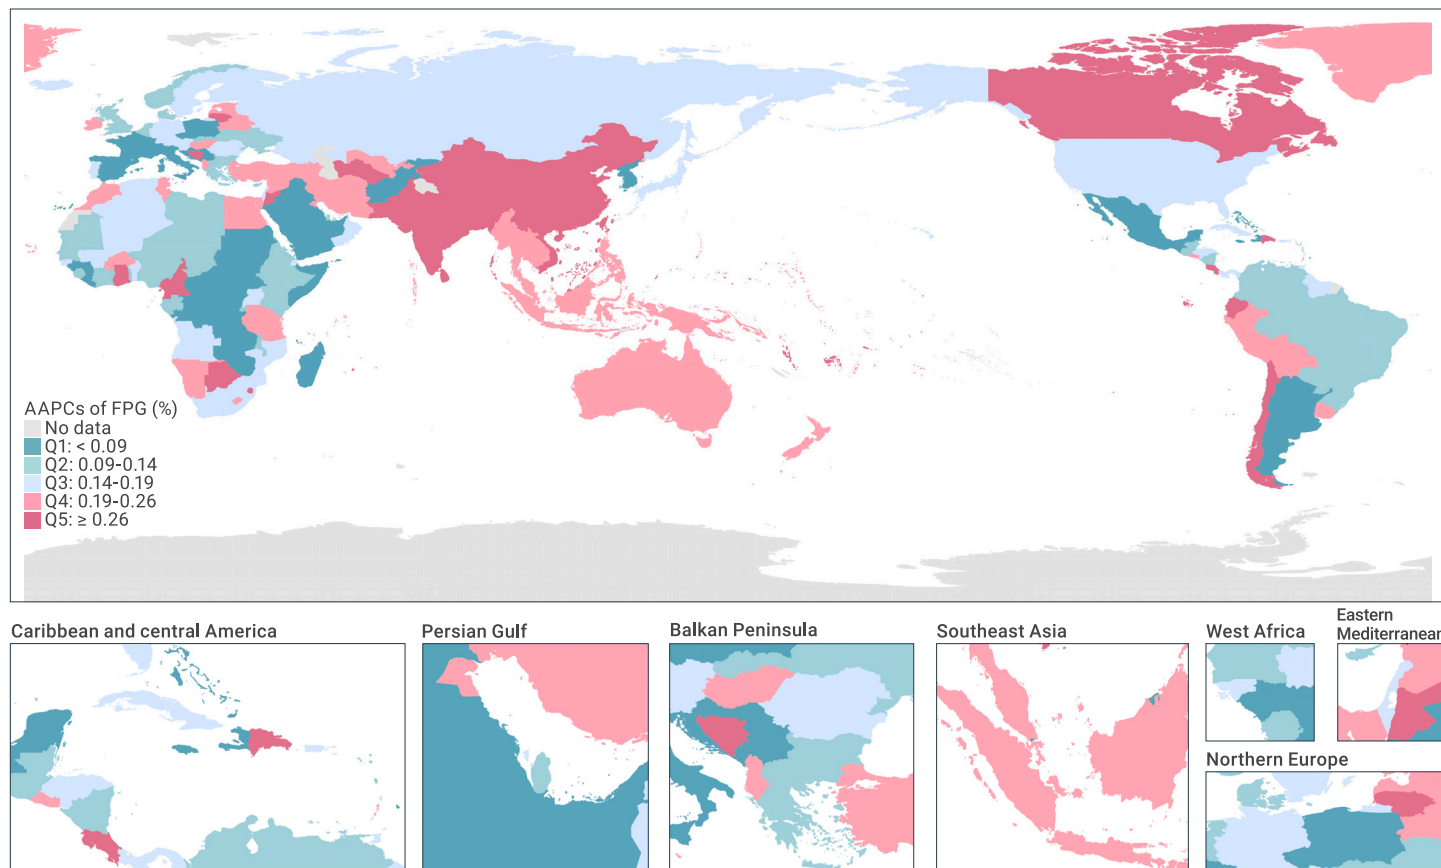 AAPCs of FPG (%)
No data
Q1: < 0.09
Q2: 0.09-0.14
Q3: 0.14-0.19
Q4: 0.19-0.26
Q5: ≥ 0.26
Caribbean and central America
Persian Gulf
Balkan Peninsula
Southeast Asia
West Africa
Eastern
Mediterranean
Northern Europe